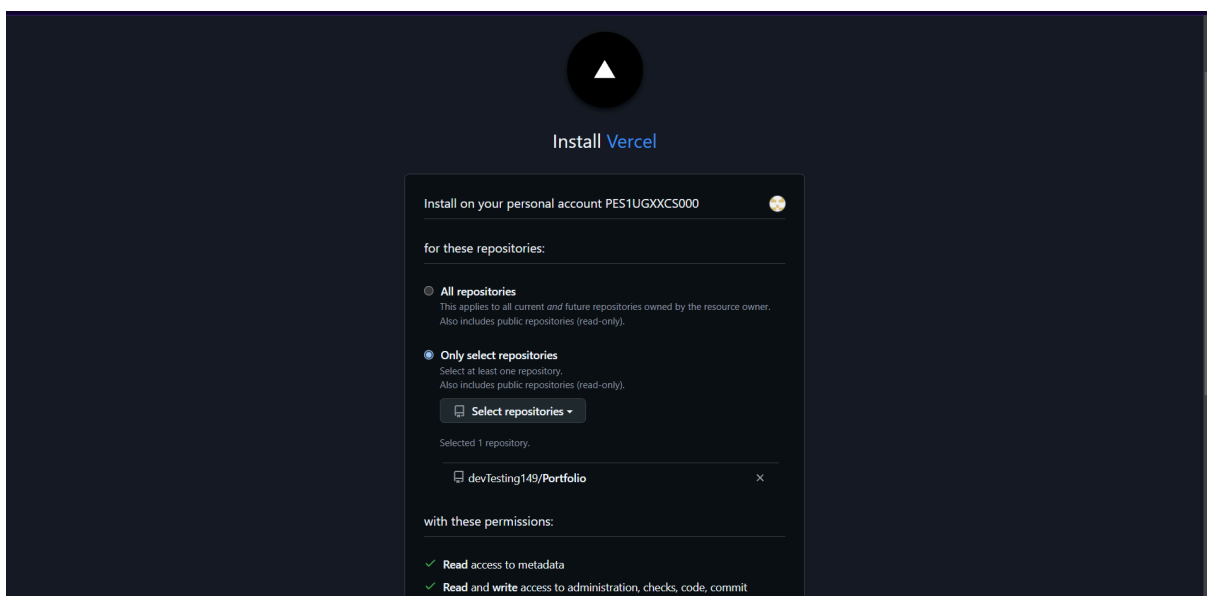 Install Vercel
Install on your personal account PES1UGXXCS000
for these repositories:
All repositories
This applies to all current and future repositories owned by the resource owner.
Also includes public repositories (read-only).
Only select repositories
Select at least one repository.
Also includes public repositories (read-only).
Select repositories
Selected 1 repository.
devTesting149/Portfolio
with these permissions:
Read access to metadata
Read and write access to administration, checks, code, commit